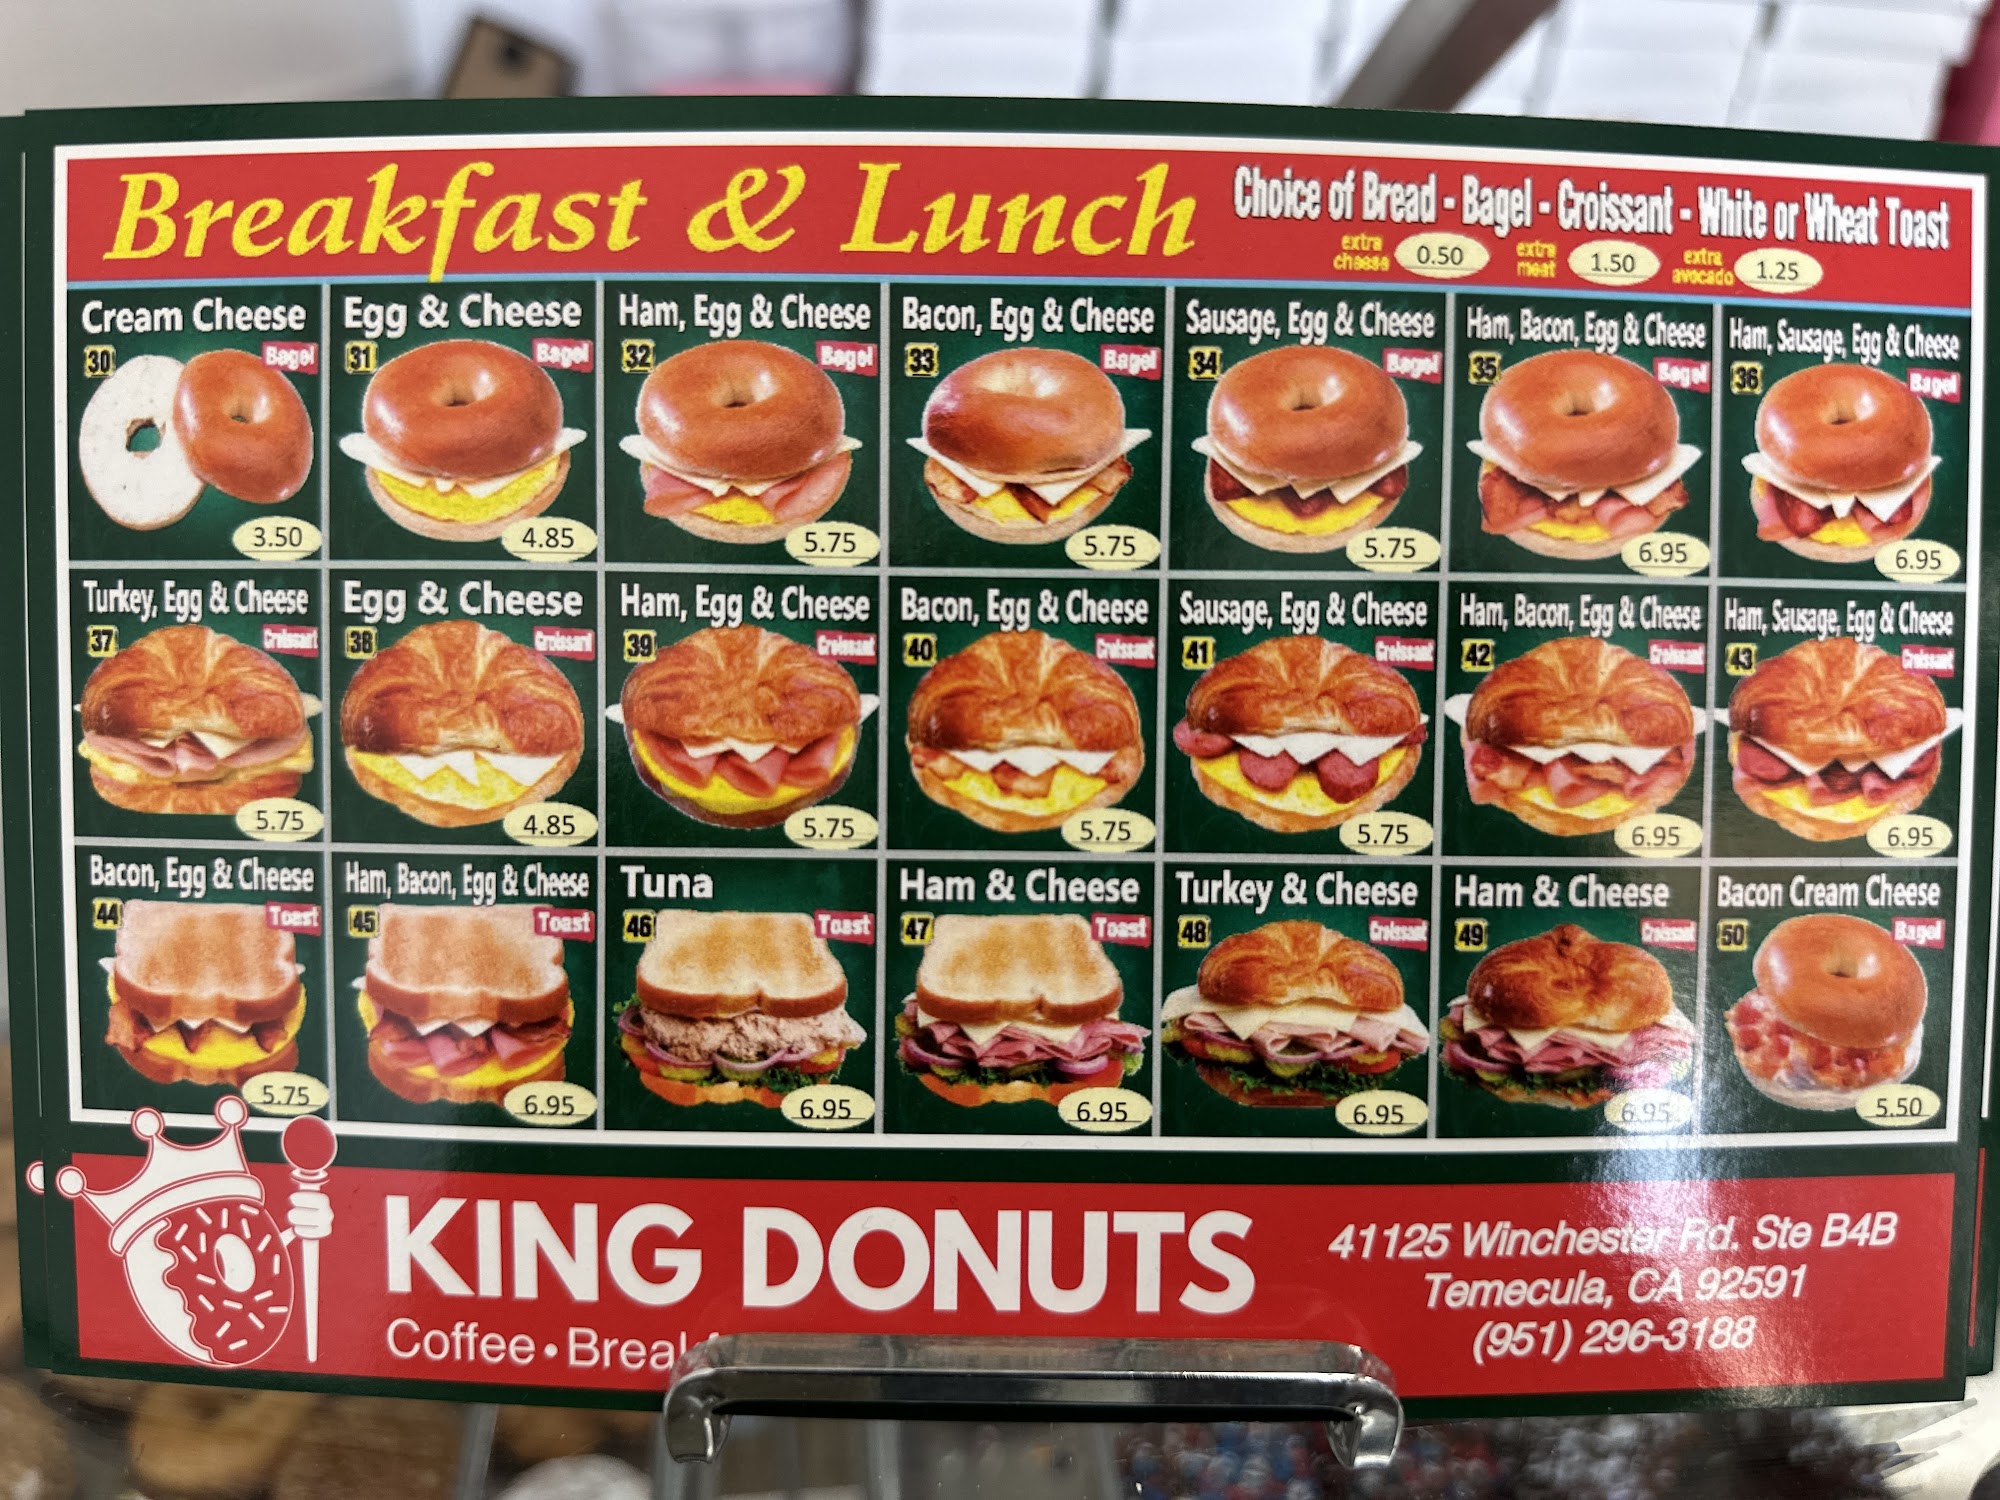 Breakfast & Lunch
Choice of Bread - Bagel - Croissant - White or Wheat Toast
extra cheese 0.50 extra meat 1.50 extra avocado 1.25
Cream Cheese
30 Bagel
3.50
Egg & Cheese
31 Bagel
4.85
Ham, Egg & Cheese
32 Bagel
5.75
Bacon, Egg & Cheese
33 Bagel
5.75
Sausage, Egg & Cheese
34 Bagel
5.75
Ham, Bacon, Egg & Cheese
35 Bagel
6.95
Ham, Sausage, Egg & Cheese
36 Bagel
6.95
Turkey, Egg & Cheese
37 Croissant
5.75
Egg & Cheese
38 Croissant
4.85
Ham, Egg & Cheese
39 Croissant
5.75
Bacon, Egg & Cheese
40 Croissant
5.75
Sausage, Egg & Cheese
41 Croissant
5.75
Ham, Bacon, Egg & Cheese
42 Croissant
6.95
Ham, Sausage, Egg & Cheese
43 Croissant
6.95
Bacon, Egg & Cheese
44 Toast
5.75
Ham, Bacon, Egg & Cheese
45 Toast
6.95
Tuna
46 Toast
6.95
Ham & Cheese
47 Toast
6.95
Turkey & Cheese
48 Croissant
6.95
Ham & Cheese
49 Croissant
6.95
Bacon Cream Cheese
50 Bagel
5.50
KING DONUTS
Coffee • Break
41125 Winchester Rd. Ste B4B
Temecula, CA 92591
(951) 296-3188